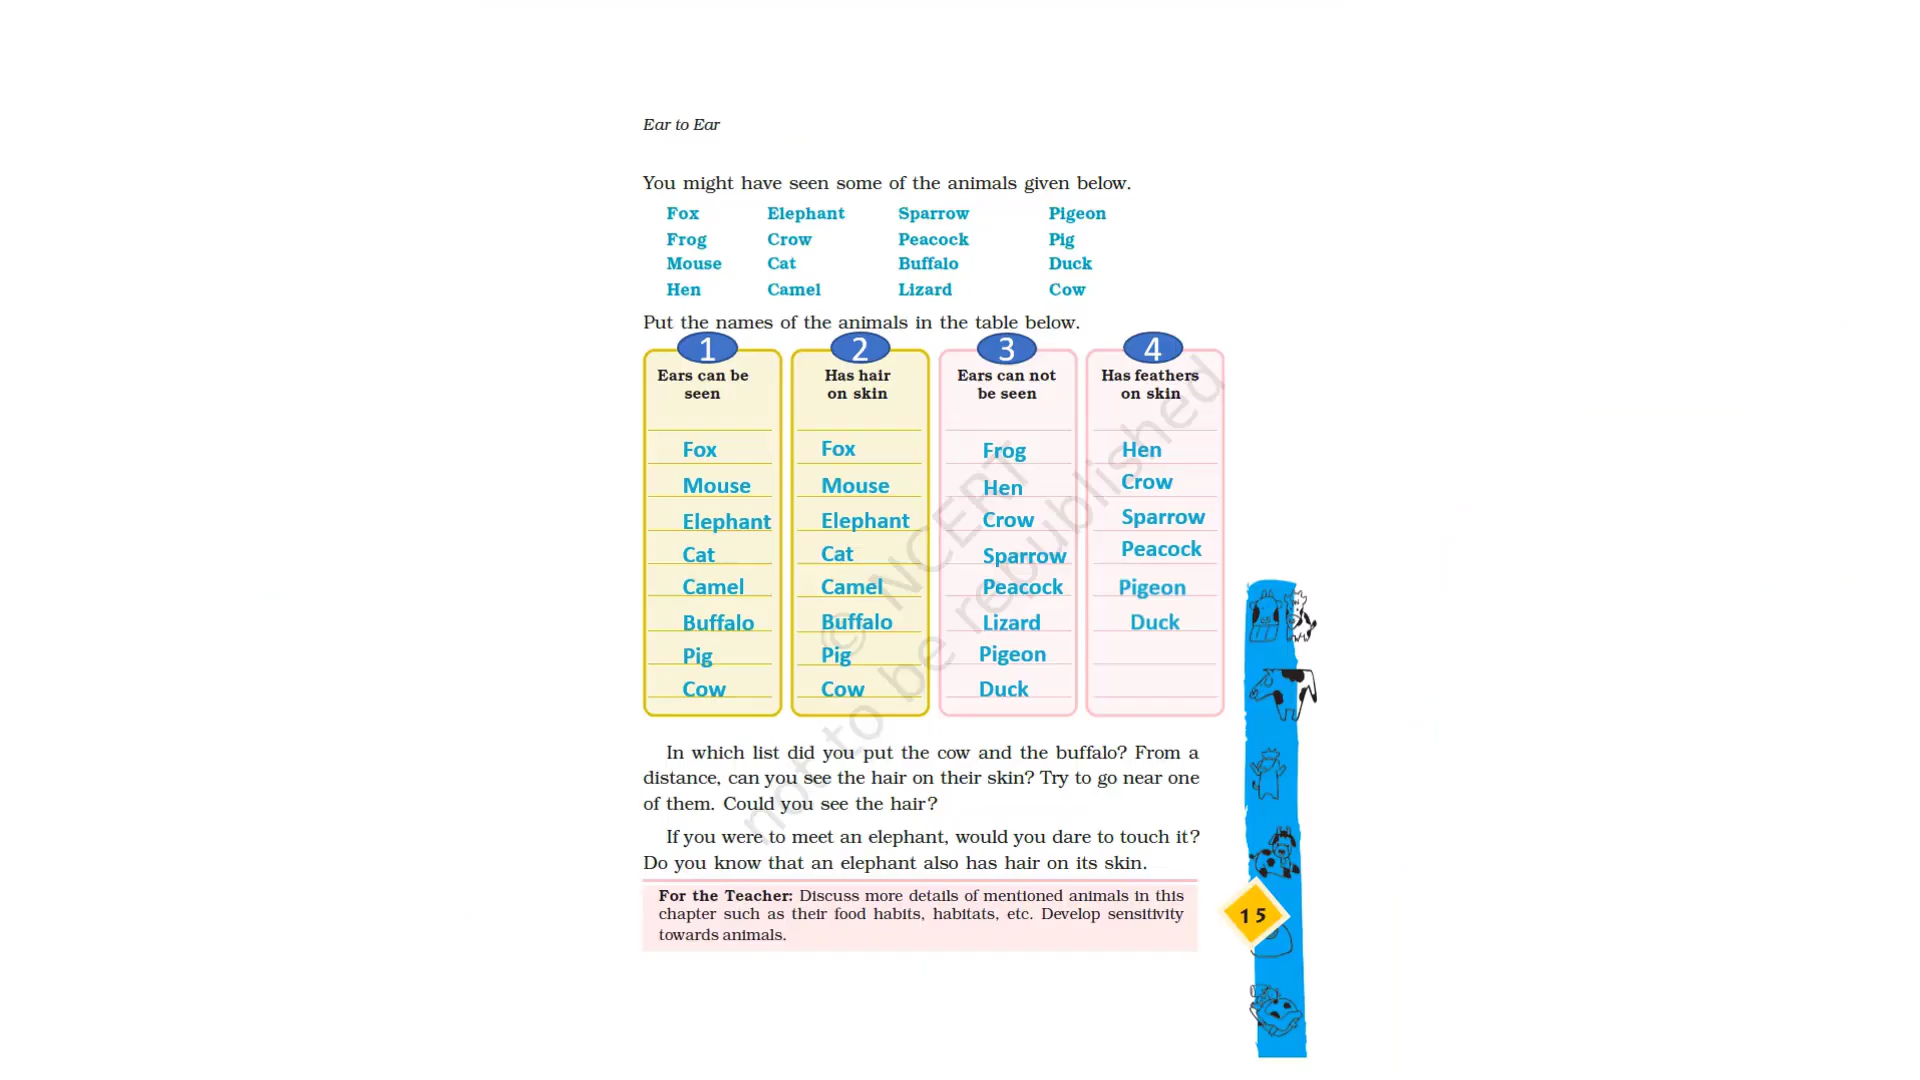 Ear to Ear
You might have seen some of the animals given below.
Fox Elephant Sparrow Pigeon
Frog Crow Peacock Pig
Mouse Cat Buffalo Duck
Hen Camel Lizard Cow
Put the names of the animals in the table below.
1 2 3 4
Ears can be seen Has hair on skin Ears can not be seen Has feathers on skin
Fox Fox Frog Hen
Mouse Mouse Hen Crow
Elephant Elephant Crow Sparrow
Cat Cat Sparrow Peacock
Camel Camel Peacock Pigeon
Buffalo Buffalo Lizard Duck
Pig Pig Pigeon
Cow Cow Duck
© NCERT
not to be republished
In which list did you put the cow and the buffalo? From a
distance, can you see the hair on their skin? Try to go near one
of them. Could you see the hair?
If you were to meet an elephant, would you dare to touch it?
Do you know that an elephant also has hair on its skin.
For the Teacher: Discuss more details of mentioned animals in this
chapter such as their food habits, habitats, etc. Develop sensitivity
towards animals.
15